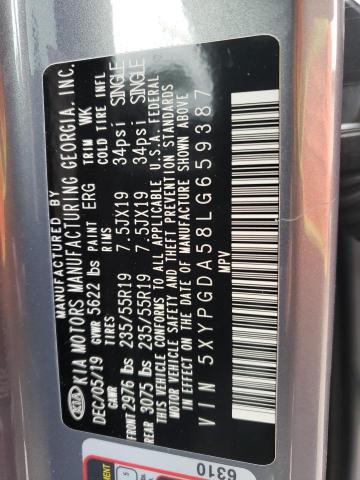 MANUFACTURED BY
KIA KIA MOTORS MANUFACTURING GEORGIA, INC.
DEC/05/19 GVWR 5622 lbs PAINT ERG TRIM WK
GAWR TIRES RIMS COLD TIRE INFL
FRONT 2976 lbs 235/55R19 7.5JX19 34psi SINGLE
REAR 3075 lbs 235/55R19 7.5JX19 34psi SINGLE
THIS VEHICLE CONFORMS TO ALL APPLICABLE U.S.A. FEDERAL
MOTOR VEHICLE SAFETY AND THEFT PREVENTION STANDARDS
IN EFFECT ON THE DATE OF MANUFACTURE SHOWN ABOVE
VIN 5XYPGDA58LG659387
MPV
6310